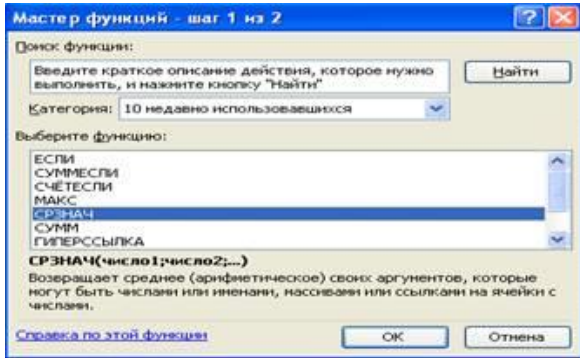 Мастер функций - шаг 1 из 2
Поиск функции:
Введите краткое описание действия, которое нужно
выполнить, и нажмите кнопку "Найти"
Найти
Категория: 10 недавно использовавшихся
Выберите функцию:
ЕСЛИ
СУММЕСЛИ
СЧЁТЕСЛИ
МАКС
СРЗНАЧ
СУММ
ГИПЕРССЫЛКА
СРЗНАЧ(число1;число2;...)
Возвращает среднее (арифметическое) своих аргументов, которые
могут быть числами или именами, массивами или ссылками на ячейки с
числами.
Справка по этой функции
ОК
Отмена